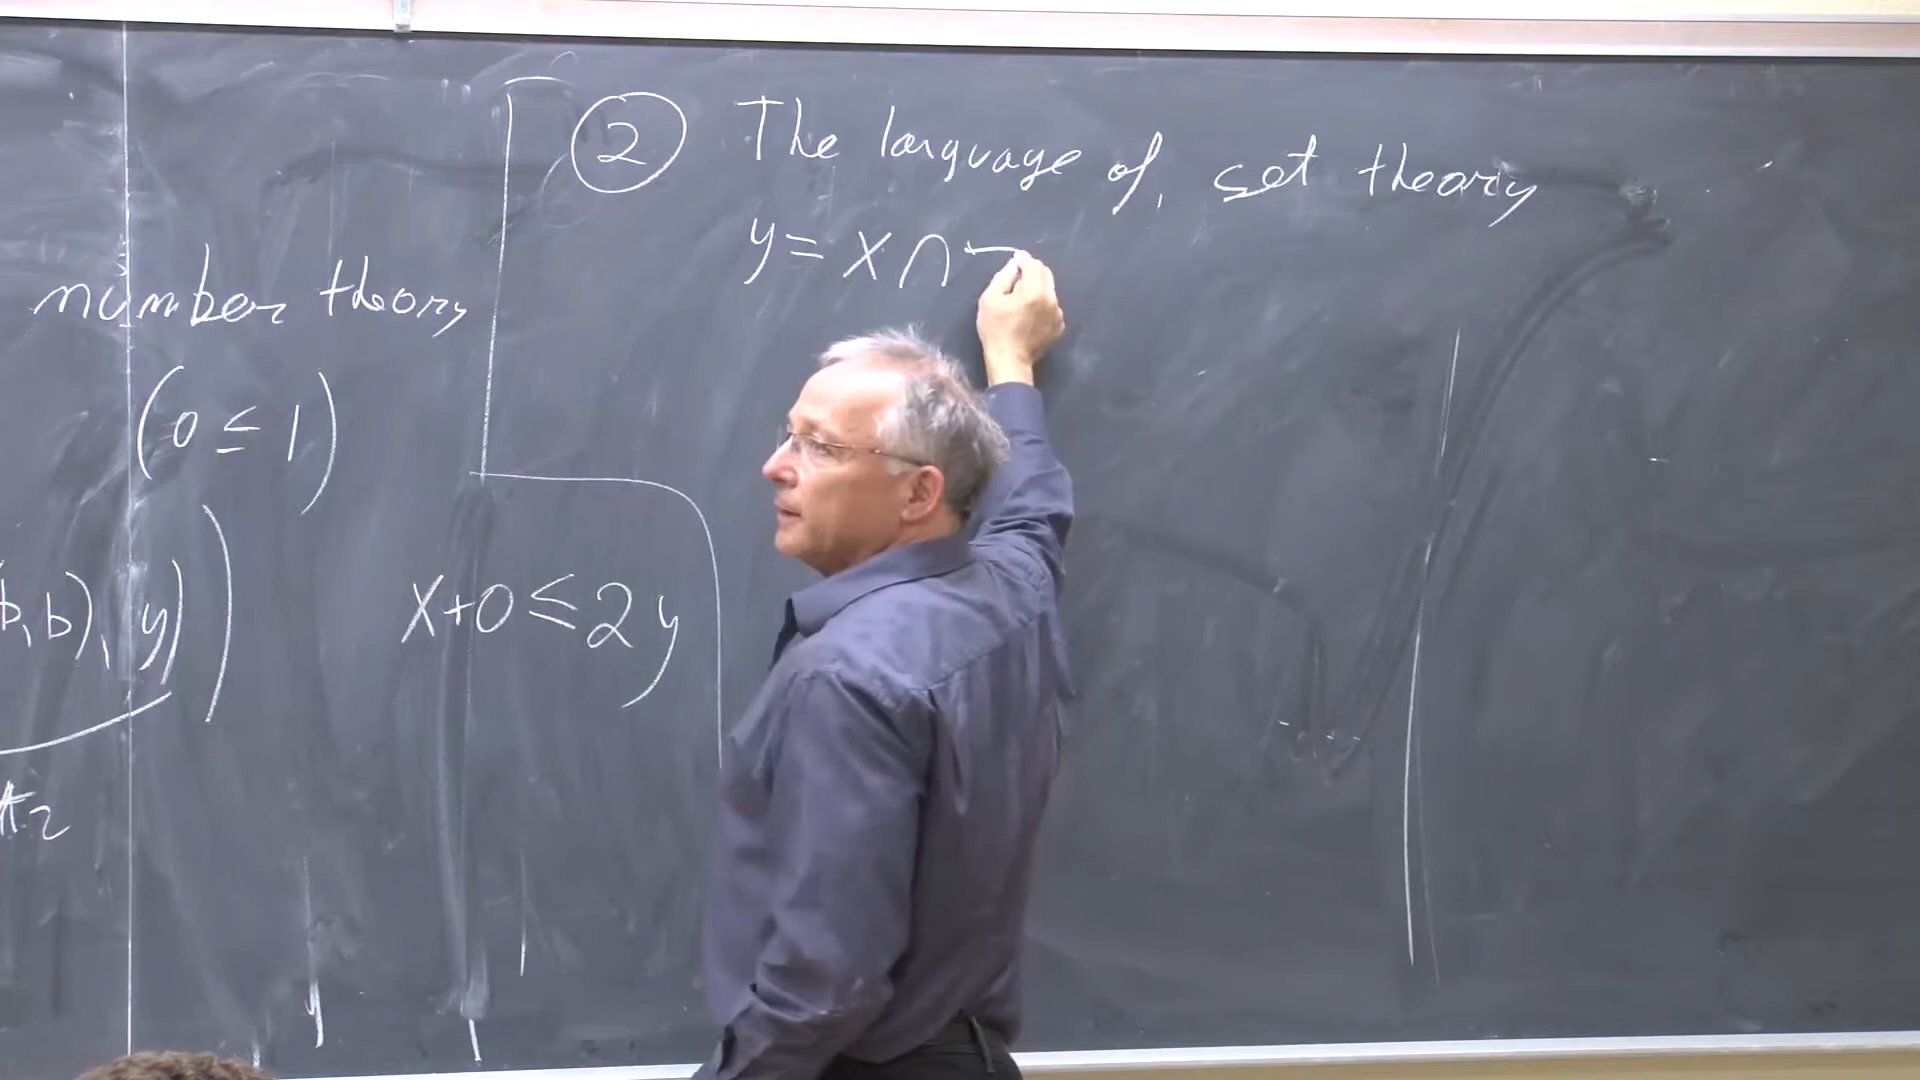 number theory
(0 ≤ 1)
b, b), y))
x+0 ≤ 2y
② The language of set theory
y = x ∩